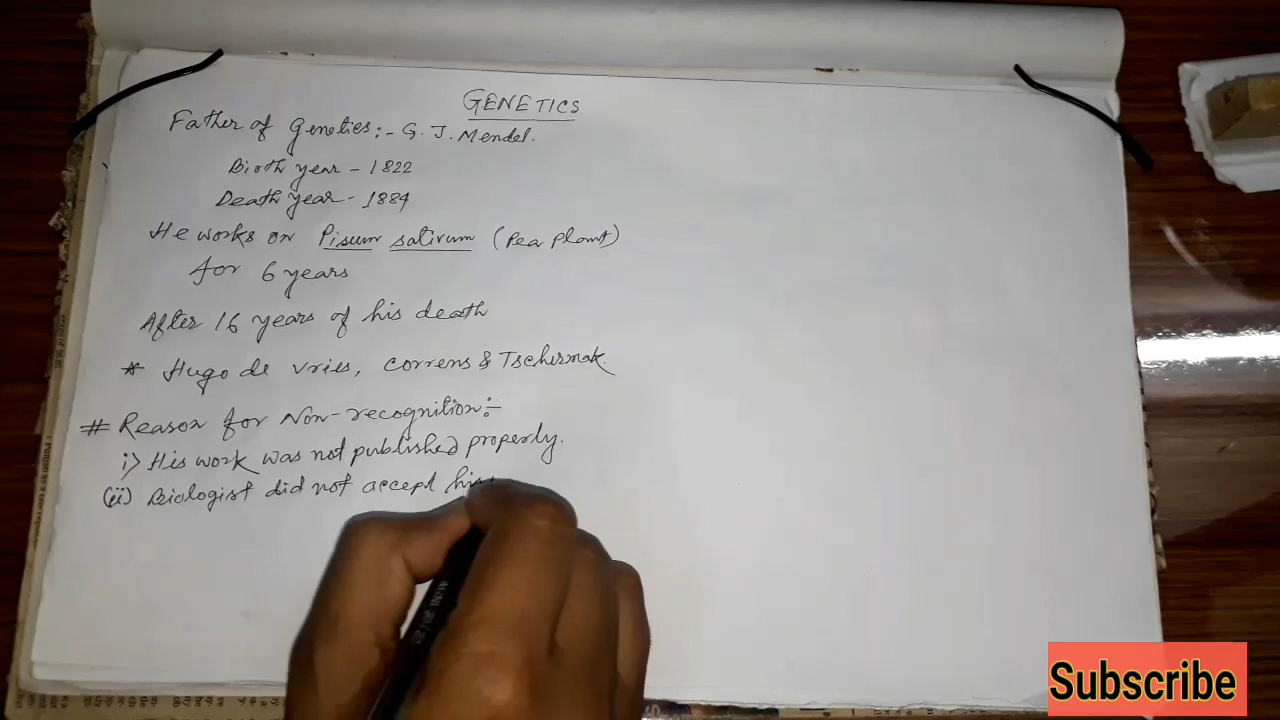 GENETICS
Father of Genetics:- G. J. Mendel.
Birth year - 1822
Death year - 1884
He works on Pisum sativum (Pea plant)
for 6 years
After 16 years of his death
* Hugo de Vries, Correns & Tschermak.
# Reason for Non-recognition:-
i) His work was not published properly.
(ii) Biologist did not accept his
Subscribe